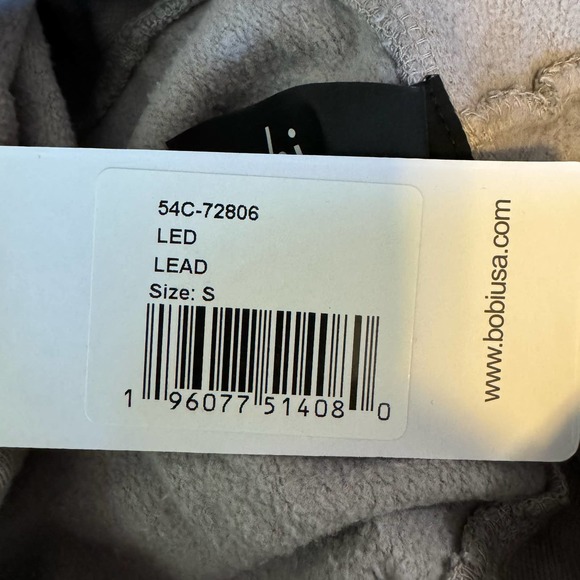 54C-72806
LED
LEAD
Size: S
1 96077 51408 0
www.bobiusa.com